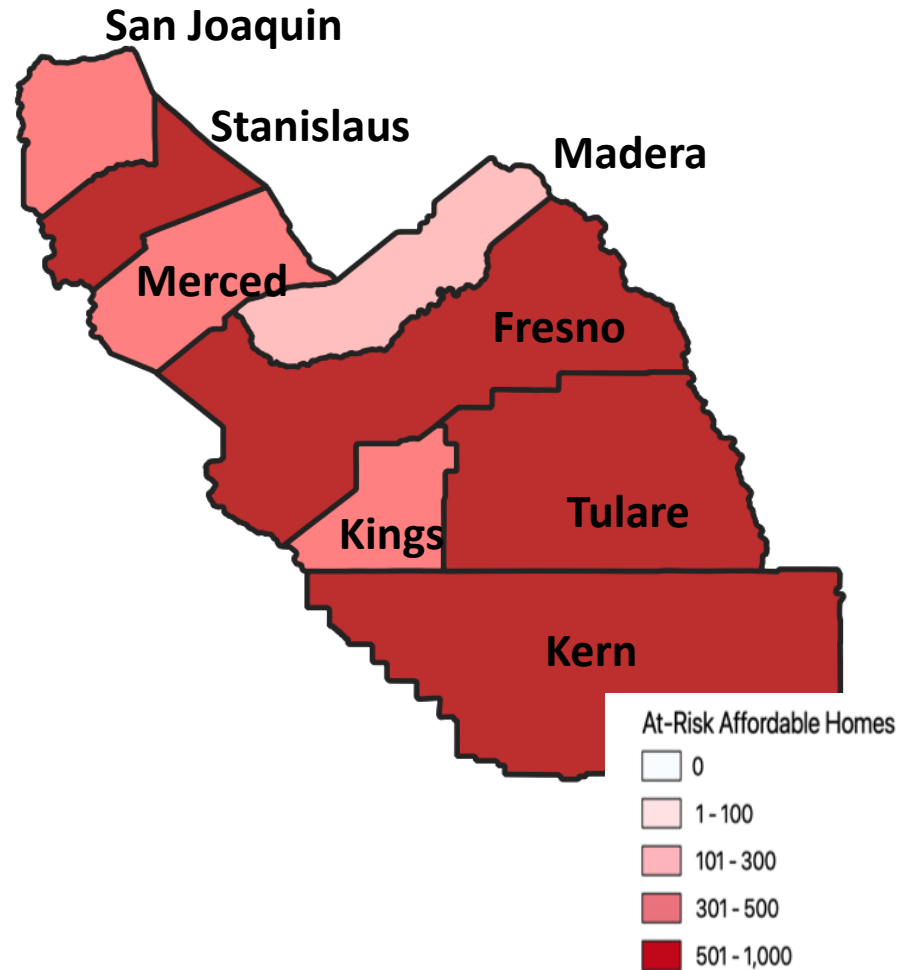 San Joaquin
Stanislaus
Madera
Merced
Fresno
Tulare
Kings
Kern
At-Risk Affordable Homes
0
1 - 100
101 - 300
301 - 500
501 - 1,000